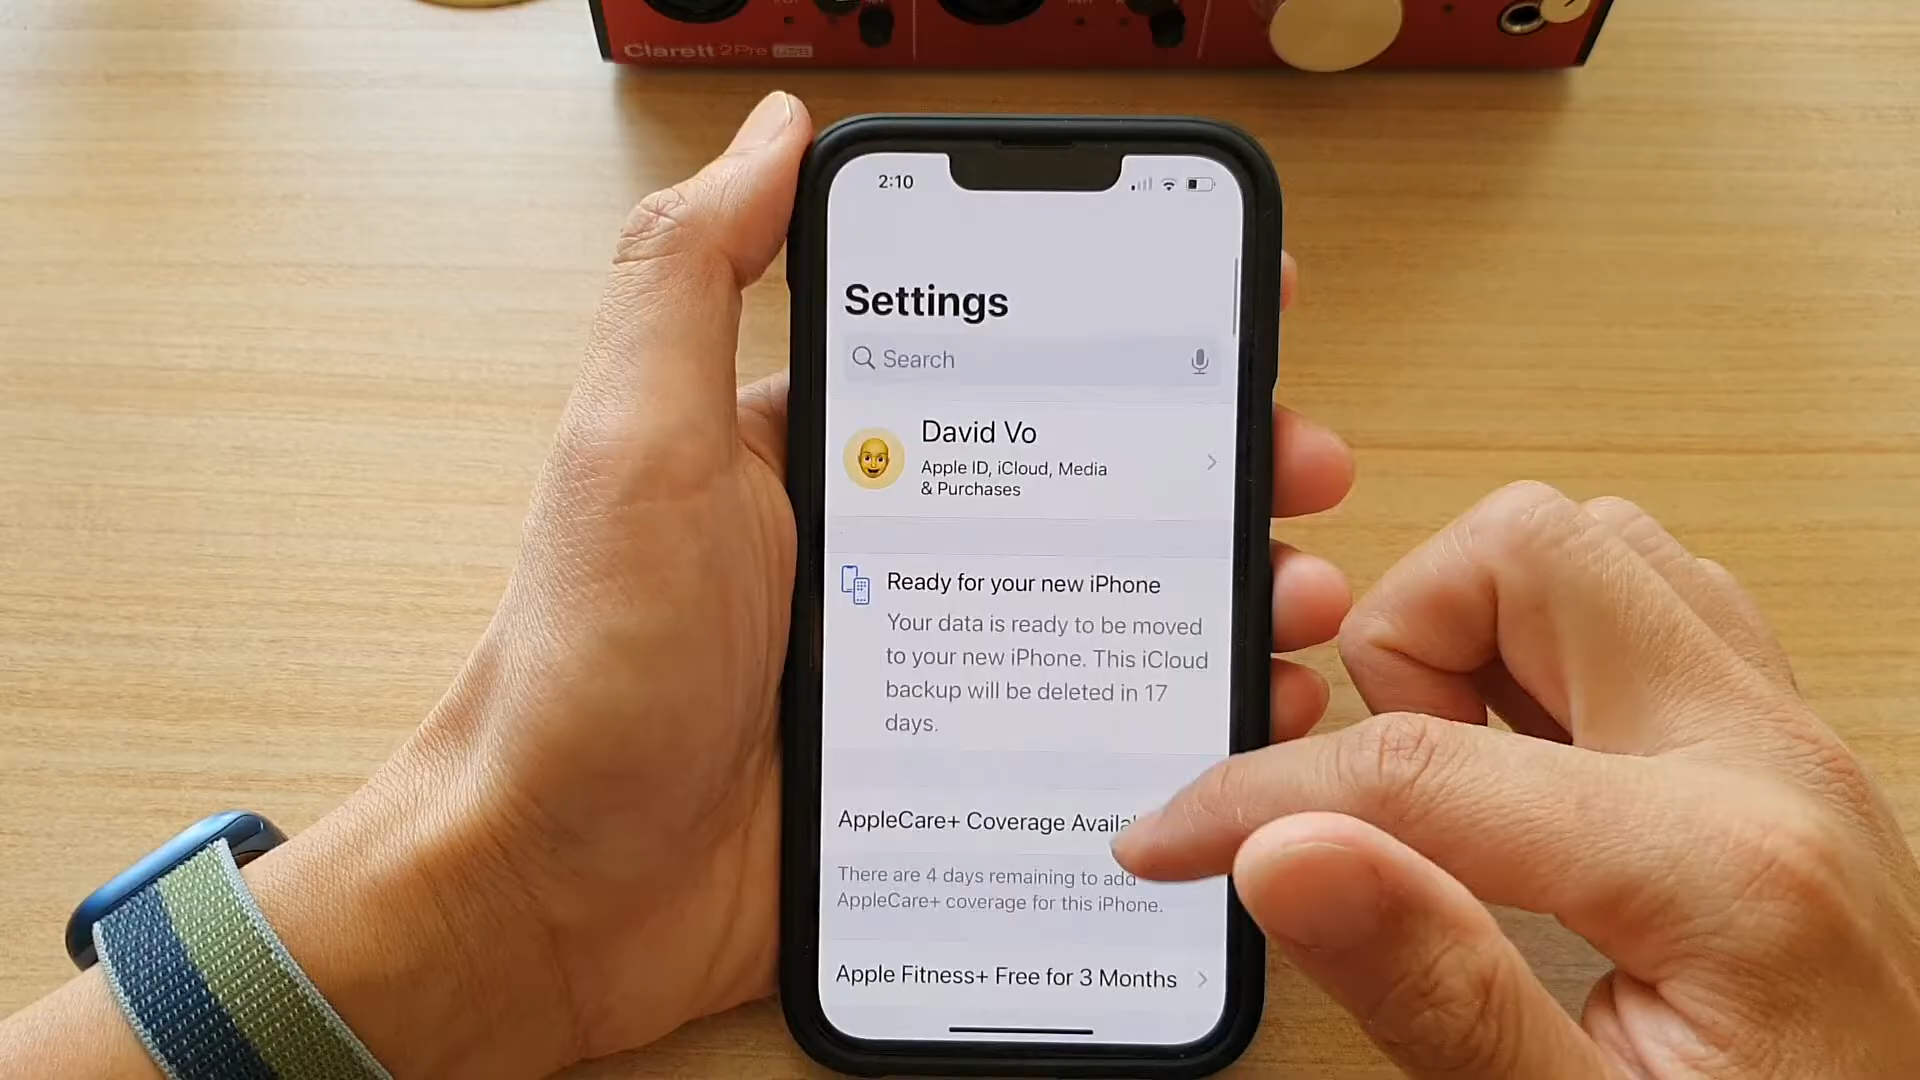 Clarett 2Pre USB
2:10
Settings
Search
David Vo
Apple ID, iCloud, Media
& Purchases
Ready for your new iPhone
Your data is ready to be moved
to your new iPhone. This iCloud
backup will be deleted in 17
days.
AppleCare+ Coverage Availa
There are 4 days remaining to add
AppleCare+ coverage for this iPhone.
Apple Fitness+ Free for 3 Months